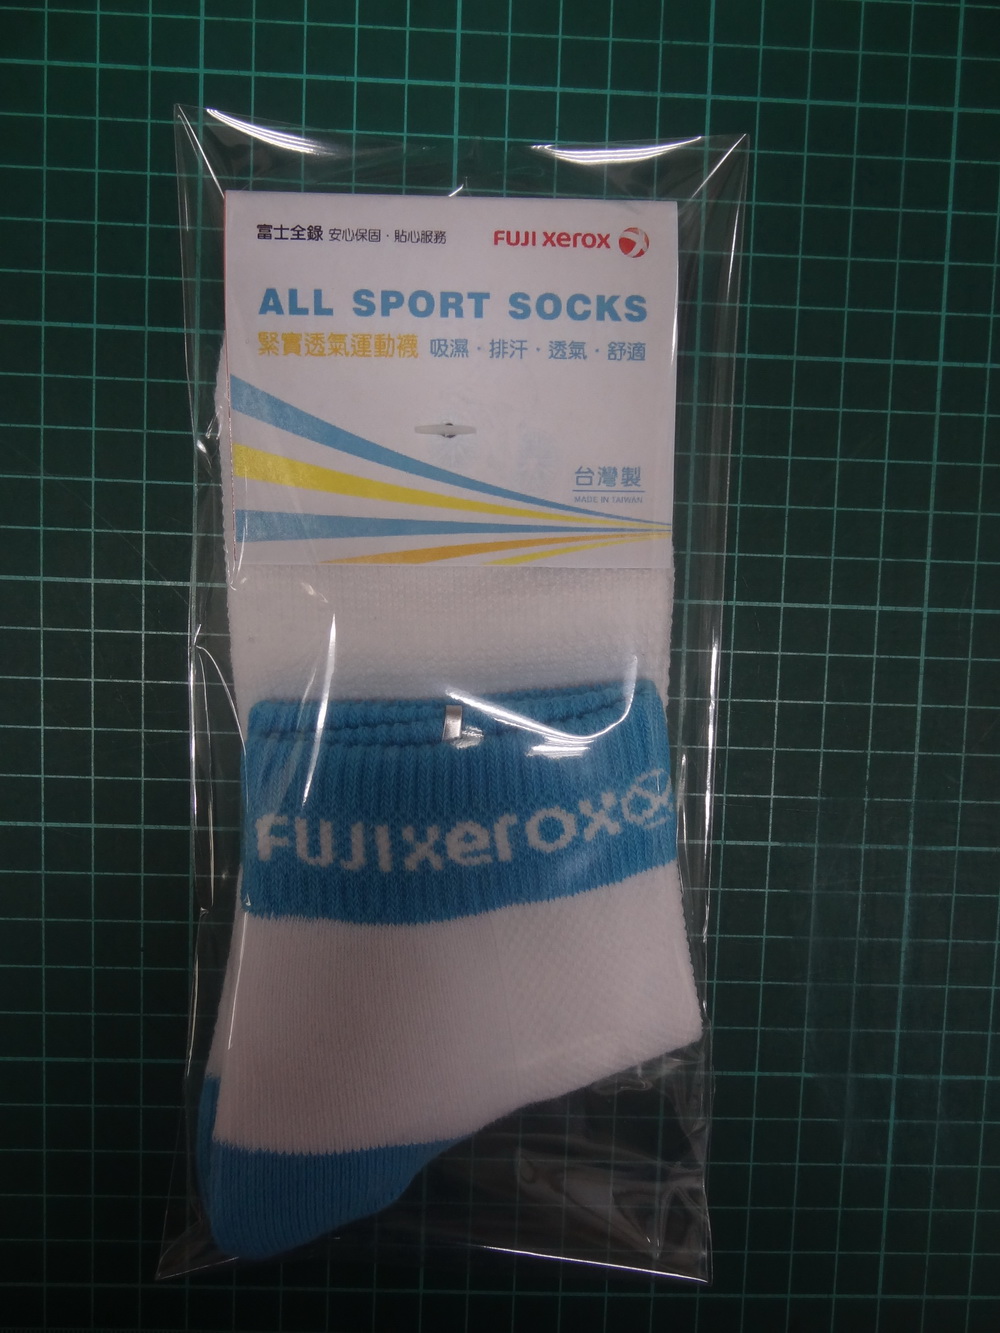 富士全錄 安心保固·貼心服務 FUJI xerox
ALL SPORT SOCKS
緊實透氣運動襪 吸濕·排汗·透氣·舒適
台灣製
MADE IN TAIWAN
FUJI xerox